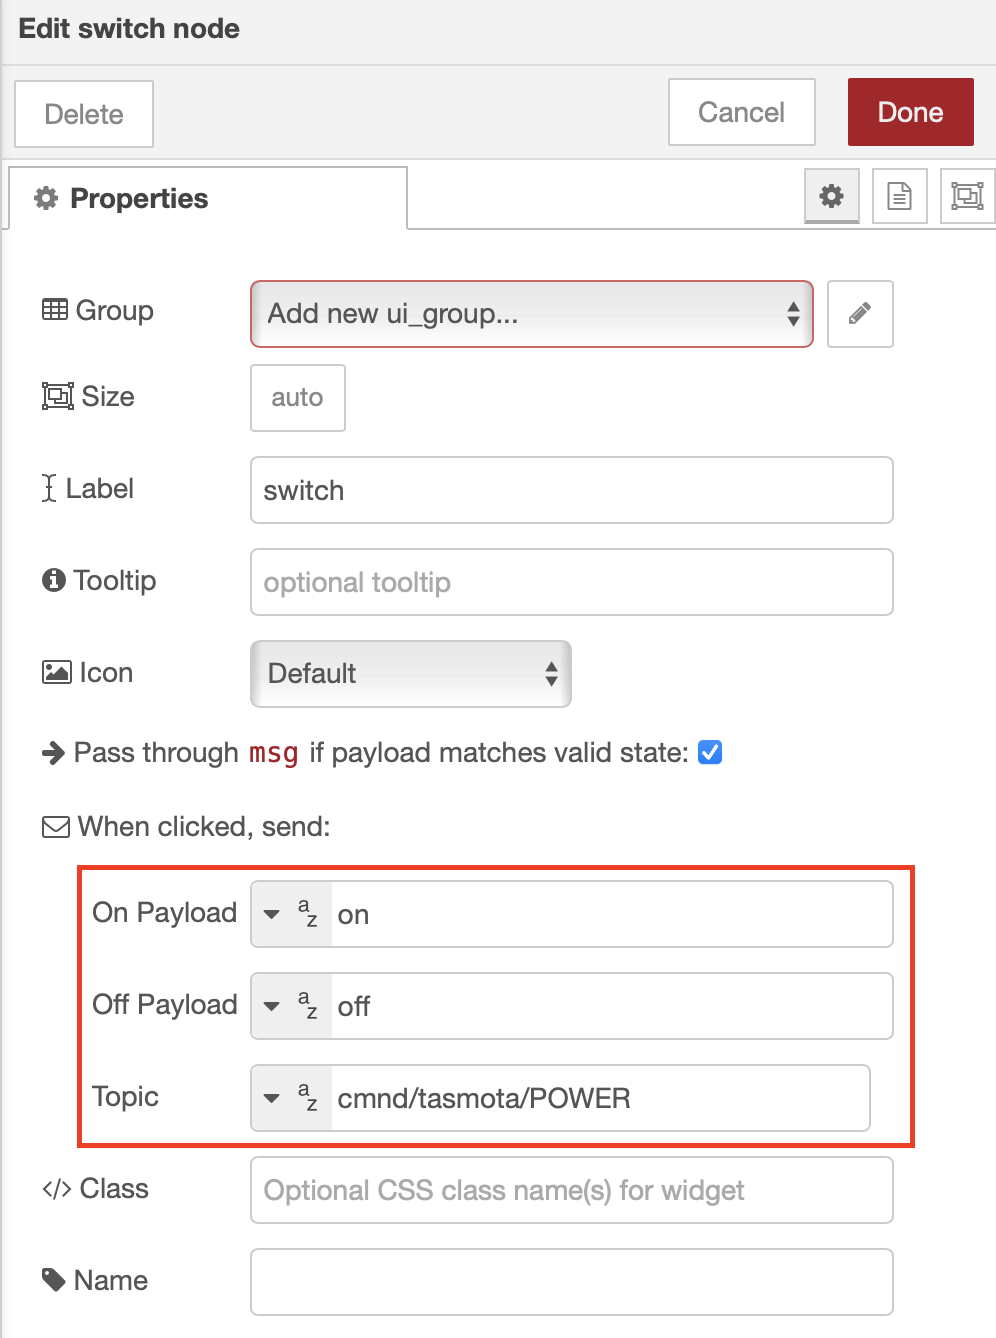 Edit switch node
Delete
Cancel
Done
Properties
Group
Add new ui_group...
Size
auto
Label
switch
Tooltip
optional tooltip
Icon
Default
Pass through msg if payload matches valid state:
When clicked, send:
On Payload
a
z
on
Off Payload
a
z
off
Topic
a
z
cmnd/tasmota/POWER
</> Class
Optional CSS class name(s) for widget
Name